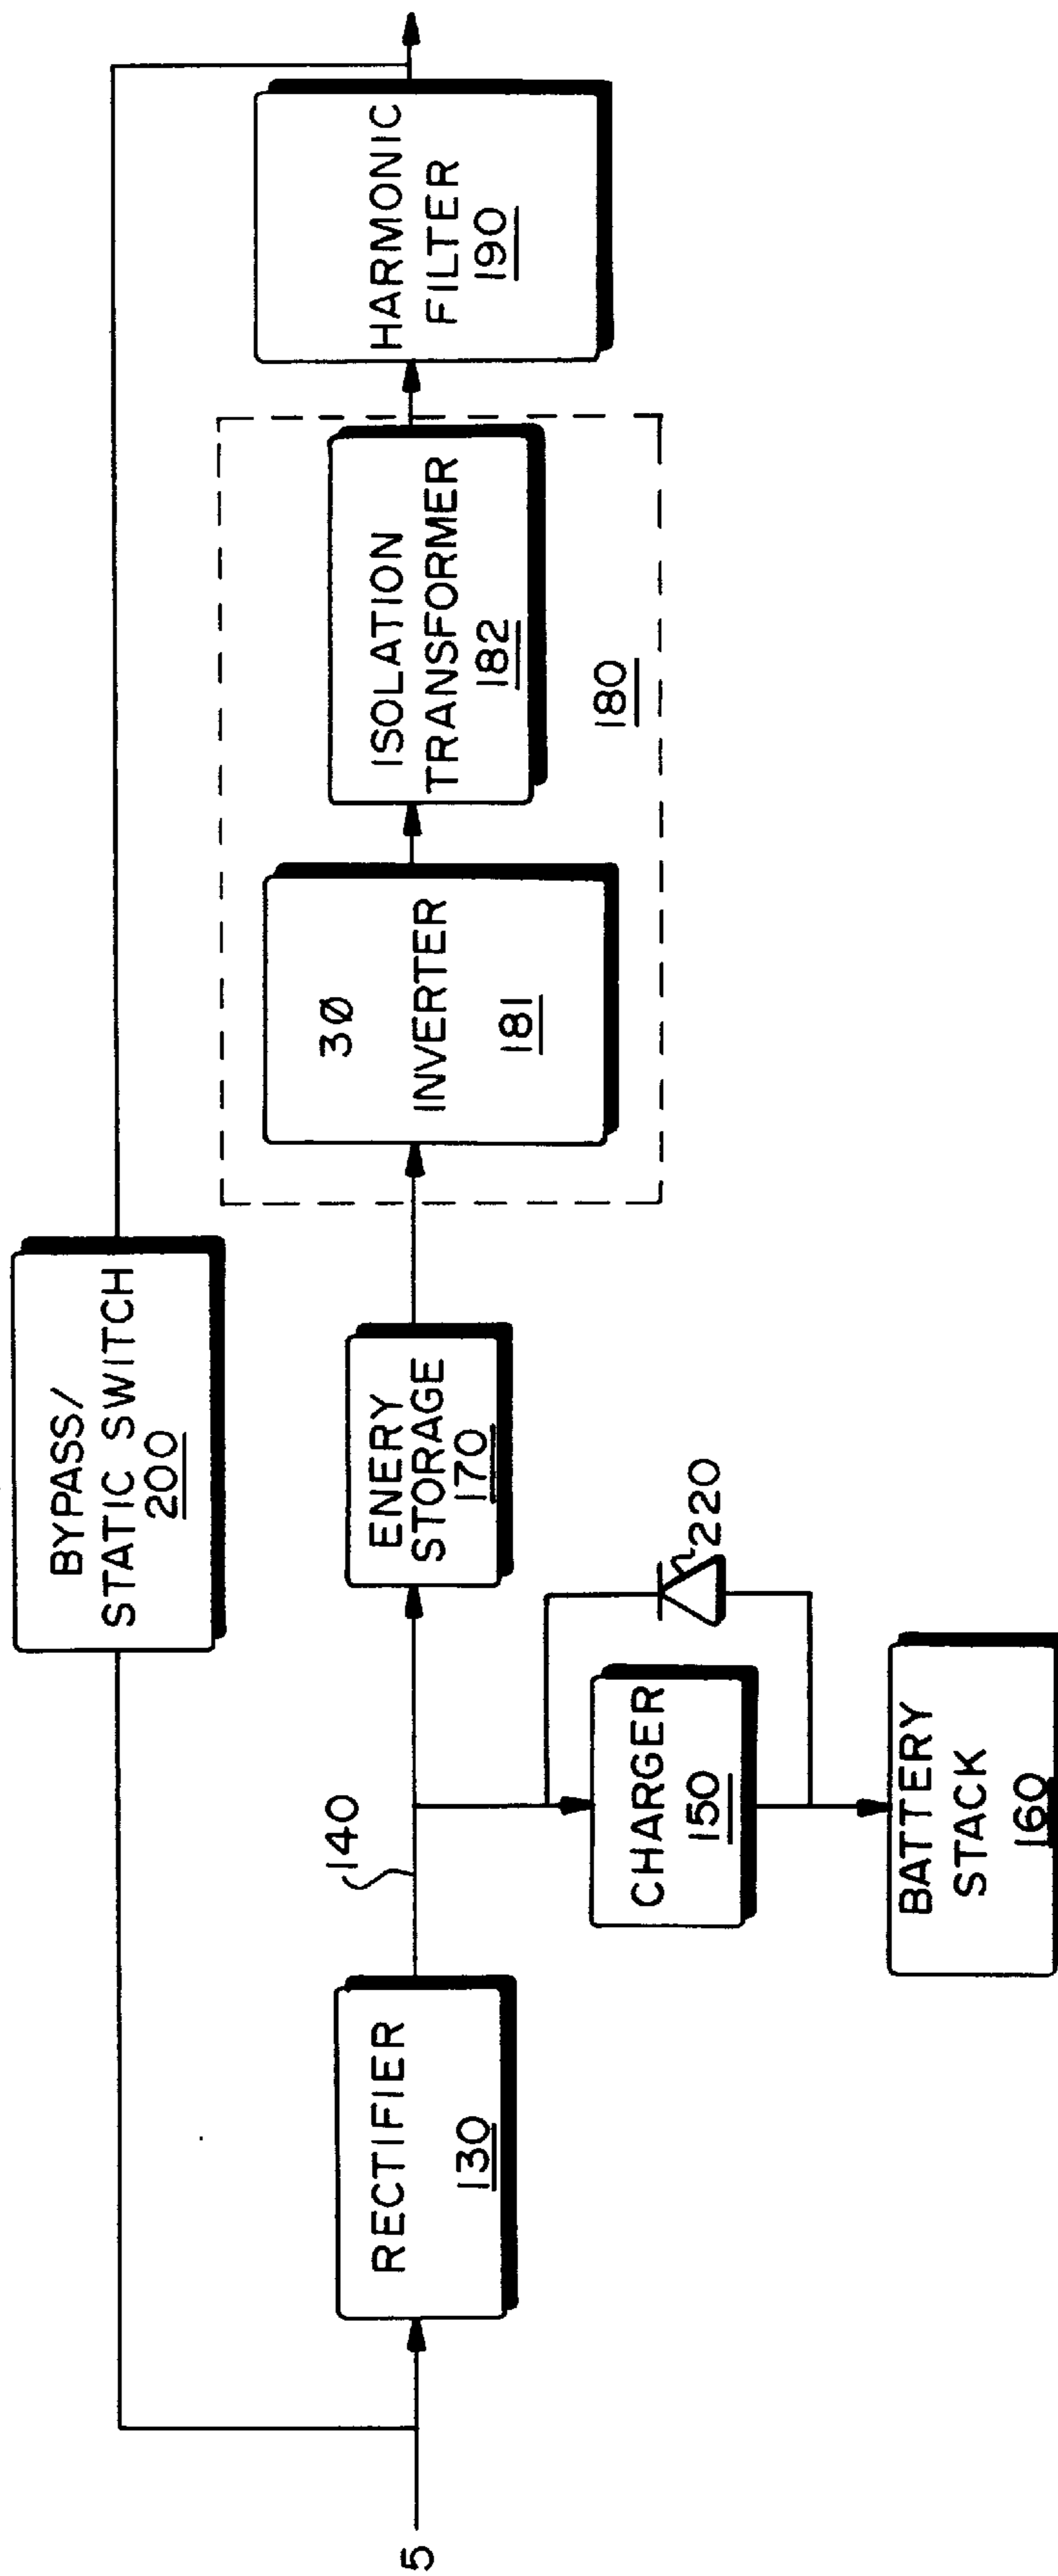 BYPASS/
STATIC SWITCH
200
5
RECTIFIER
130
140
ENERY
STORAGE
170
3Ø
INVERTER
181
ISOLATION
TRANSFORMER
182
180
HARMONIC
FILTER
190
CHARGER
150
220
BATTERY
STACK
160